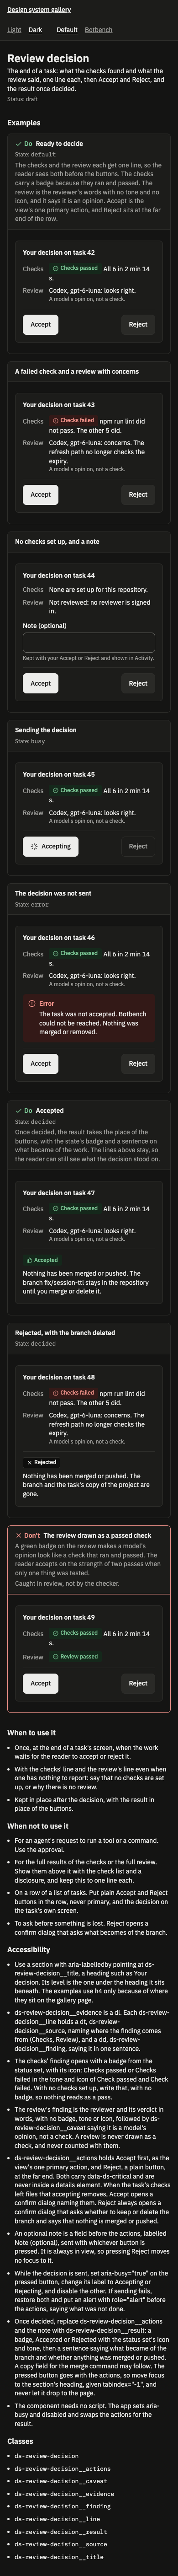 Design system gallery
Light Dark Default Botbench
Review decision
The end of a task: what the checks found and what the
review said, one line each, then Accept and Reject, and
the result once decided.
Status: draft
Examples
Do Ready to decide
State: default
The checks and the review each get one line, so the
reader sees both before the buttons. The checks
carry a badge because they ran and passed. The
review is the reviewer's words with no tone and no
icon, and it says it is an opinion. Accept is the
view's one primary action, and Reject sits at the far
end of the row.
Your decision on task 42
Checks Checks passed All 6 in 2 min 14
s.
Review Codex, gpt-6-luna: looks right.
A model's opinion, not a check.
Accept Reject
A failed check and a review with concerns
Your decision on task 43
Checks Checks failed npm run lint did
not pass. The other 5 did.
Review Codex, gpt-6-luna: concerns. The
refresh path no longer checks the
expiry.
A model's opinion, not a check.
Accept Reject
No checks set up, and a note
Your decision on task 44
Checks None are set up for this repository.
Review Not reviewed: no reviewer is signed
in.
Note (optional)
Kept with your Accept or Reject and shown in Activity.
Accept Reject
Sending the decision
State: busy
Your decision on task 45
Checks Checks passed All 6 in 2 min 14
s.
Review Codex, gpt-6-luna: looks right.
A model's opinion, not a check.
Accepting Reject
The decision was not sent
State: error
Your decision on task 46
Checks Checks passed All 6 in 2 min 14
s.
Review Codex, gpt-6-luna: looks right.
A model's opinion, not a check.
Error
The task was not accepted. Botbench
could not be reached. Nothing was
merged or removed.
Accept Reject
Do Accepted
State: decided
Once decided, the result takes the place of the
buttons, with the state's badge and a sentence on
what became of the work. The lines above stay, so
the reader can still see what the decision stood on.
Your decision on task 47
Checks Checks passed All 6 in 2 min 14
s.
Review Codex, gpt-6-luna: looks right.
A model's opinion, not a check.
Accepted
Nothing has been merged or pushed. The
branch fix/session-ttl stays in the repository
until you merge or delete it.
Rejected, with the branch deleted
State: decided
Your decision on task 48
Checks Checks failed npm run lint did
not pass. The other 5 did.
Review Codex, gpt-6-luna: concerns. The
refresh path no longer checks the
expiry.
A model's opinion, not a check.
Rejected
Nothing has been merged or pushed. The
branch and the task's copy of the project are
gone.
Don't The review drawn as a passed check
A green badge on the review makes a model's
opinion look like a check that ran and passed. The
reader accepts on the strength of two passes when
only one thing was tested.
Caught in review, not by the checker.
Your decision on task 49
Checks Checks passed All 6 in 2 min 14
s.
Review Review passed
Accept Reject
When to use it
• Once, at the end of a task's screen, when the work
waits for the reader to accept or reject it.
• With the checks' line and the review's line even when
one has nothing to report: say that no checks are set
up, or why there is no review.
• Kept in place after the decision, with the result in
place of the buttons.
When not to use it
• For an agent's request to run a tool or a command.
Use the approval.
• For the full results of the checks or the full review.
Show them above it with the check list and a
disclosure, and keep this to one line each.
• On a row of a list of tasks. Put plain Accept and Reject
buttons in the row, never primary, and the decision on
the task's own screen.
• To ask before something is lost. Reject opens a
confirm dialog that asks what becomes of the branch.
Accessibility
• Use a section with aria-labelledby pointing at ds-
review-decision__title, a heading such as Your
decision. Its level is the one under the heading it sits
beneath. The examples use h4 only because of where
they sit on the gallery page.
• ds-review-decision__evidence is a dl. Each ds-review-
decision__line holds a dt, ds-review-
decision__source, naming where the finding comes
from (Checks, Review), and a dd, ds-review-
decision__finding, saying it in one sentence.
• The checks' finding opens with a badge from the
status set, with its icon: Checks passed or Checks
failed in the tone and icon of Check passed and Check
failed. With no checks set up, write that, with no
badge, so nothing reads as a pass.
• The review's finding is the reviewer and its verdict in
words, with no badge, tone or icon, followed by ds-
review-decision__caveat saying it is a model's
opinion, not a check. A review is never drawn as a
check, and never counted with them.
• ds-review-decision__actions holds Accept first, as the
view's one primary action, and Reject, a plain button,
at the far end. Both carry data-ds-critical and are
never inside a details element. When the task's checks
left files that accepting removes, Accept opens a
confirm dialog naming them. Reject always opens a
confirm dialog that asks whether to keep or delete the
branch and says that nothing is merged or pushed.
• An optional note is a field before the actions, labelled
Note (optional), sent with whichever button is
pressed. It is always in view, so pressing Reject moves
no focus to it.
• While the decision is sent, set aria-busy="true" on the
pressed button, change its label to Accepting or
Rejecting, and disable the other. If sending fails,
restore both and put an alert with role="alert" before
the actions, saying what was not done.
• Once decided, replace ds-review-decision__actions
and the note with ds-review-decision__result: a
badge, Accepted or Rejected with the status set's icon
and tone, then a sentence saying what became of the
branch and whether anything was merged or pushed.
A copy field for the merge command may follow. The
pressed button goes with the actions, so move focus
to the section's heading, given tabindex="-1", and
never let it drop to the page.
• The component needs no script. The app sets aria-
busy and disabled and swaps the actions for the
result.
Classes
• ds-review-decision
• ds-review-decision__actions
• ds-review-decision__caveat
• ds-review-decision__evidence
• ds-review-decision__finding
• ds-review-decision__line
• ds-review-decision__result
• ds-review-decision__source
• ds-review-decision__title